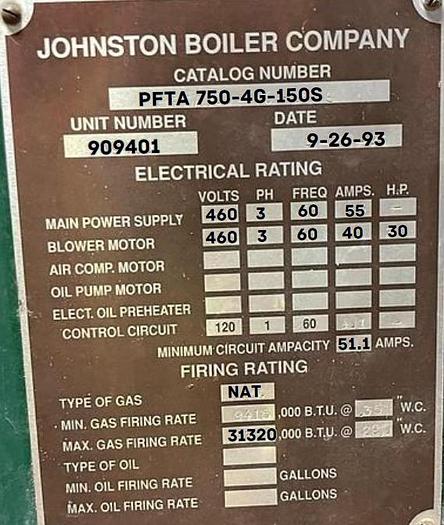 JOHNSTON BOILER COMPANY
CATALOG NUMBER
PFTA 750-4G-150S
UNIT NUMBER DATE
909401 9-26-93
ELECTRICAL RATING
VOLTS PH FREQ AMPS. H.P.
MAIN POWER SUPPLY 460 3 60 55 -
BLOWER MOTOR 460 3 60 40 30
AIR COMP. MOTOR
OIL PUMP MOTOR
ELECT. OIL PREHEATER
CONTROL CIRCUIT 120 1 60 -
MINIMUM CIRCUIT AMPACITY 51.1 AMPS.
FIRING RATING
TYPE OF GAS NAT.
MIN. GAS FIRING RATE ,000 B.T.U. @ " W.C.
MAX. GAS FIRING RATE 31320 ,000 B.T.U. @ " W.C.
TYPE OF OIL
MIN. OIL FIRING RATE GALLONS
MAX. OIL FIRING RATE GALLONS